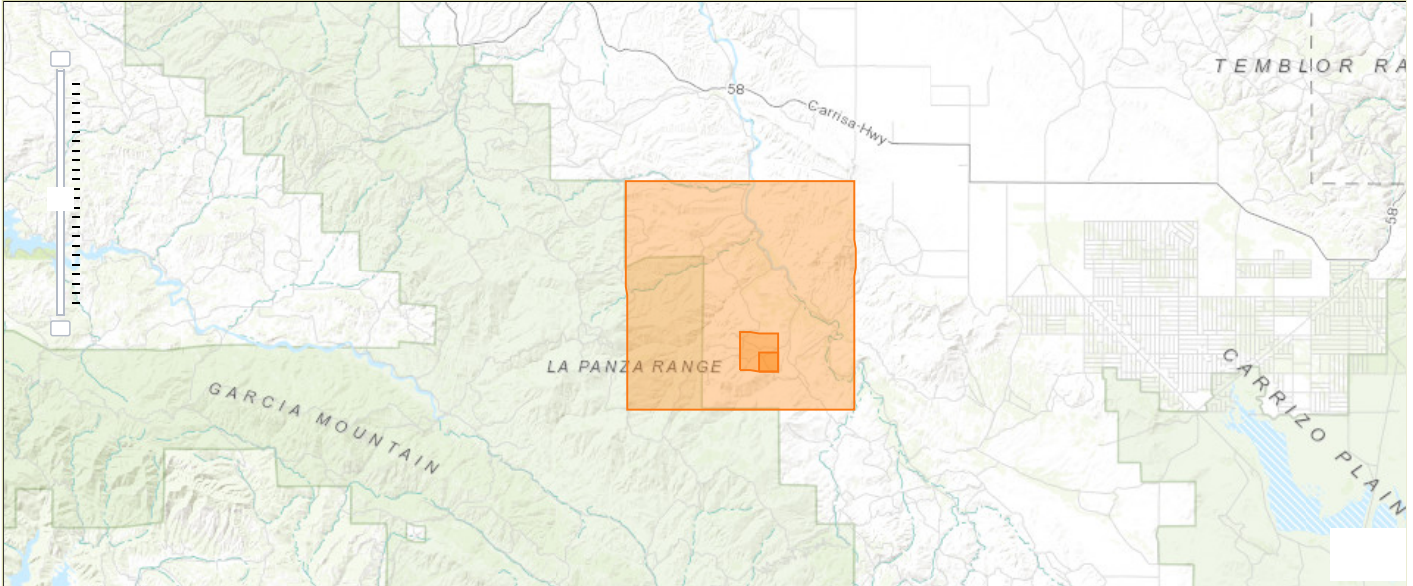 TEMBLOR RA
58
Carrisa Hwy
58
LA PANZA RANGE
GARCIA MOUNTAIN
CARRIZO PLAIN